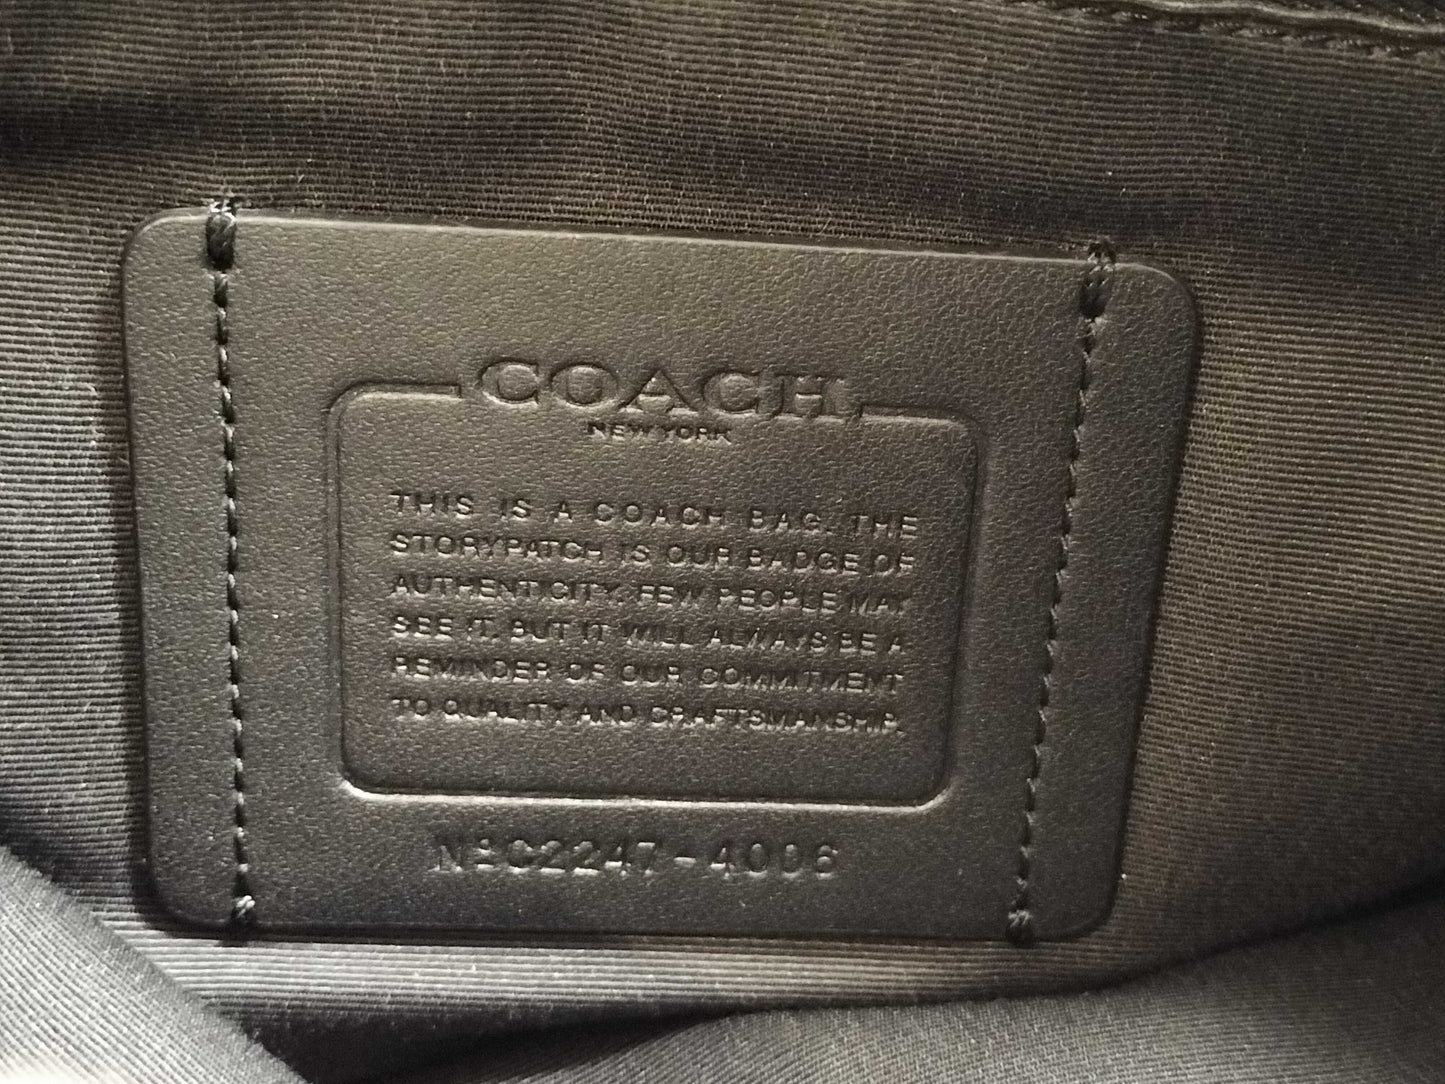 COACH
NEW YORK
THIS IS A COACH BAG. THE
STORYPATCH IS OUR BADGE OF
AUTHENTICITY. FEW PEOPLE MAY
SEE IT, BUT IT WILL ALWAYS BE A
REMINDER OF OUR COMMITMENT
TO QUALITY AND CRAFTSMANSHIP.
Nº C2247-4006